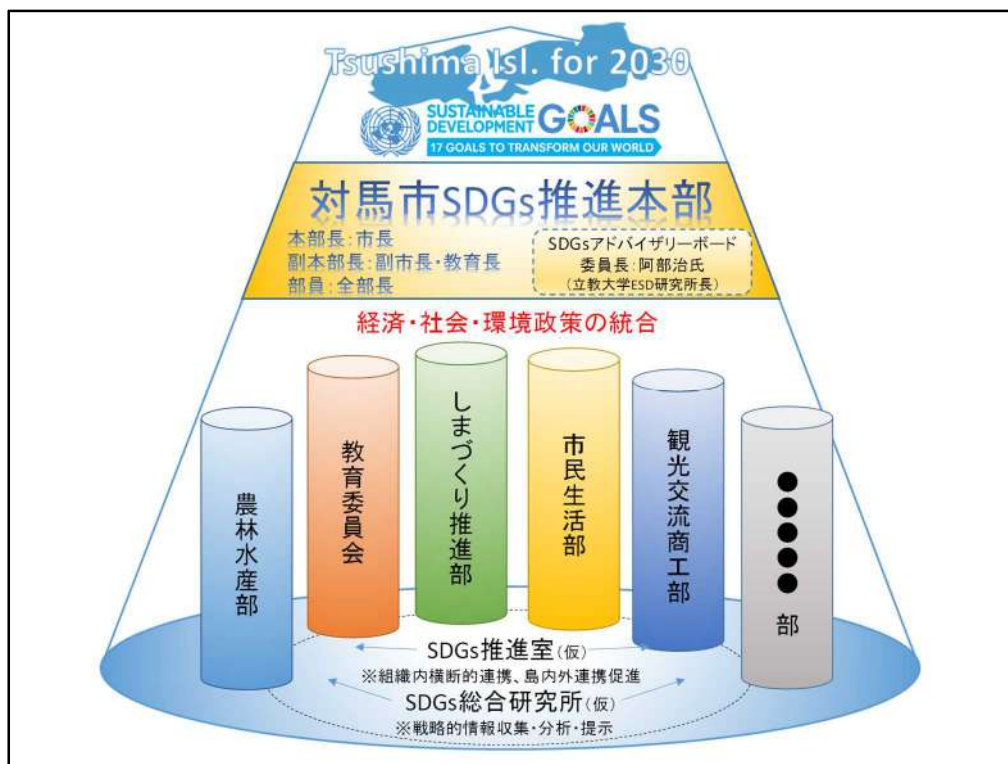 Tsushima Isl. for 2030
SUSTAINABLE
DEVELOPMENT
GOALS
17 GOALS TO TRANSFORM OUR WORLD
対馬市SDGs推進本部
本部長:市長
副本部長:副市長・教育長
部員:全部長
SDGsアドバイザリーボード
委員長:阿部治氏
(立教大学ESD研究所長)
経済・社会・環境政策の統合
農林水産部
教育委員会
しまづくり推進部
市民生活部
観光交流商工部
●●●●●部
SDGs推進室(仮)
※組織内横断的連携、島内外連携促進
SDGs総合研究所(仮)
※戦略的情報収集・分析・提示